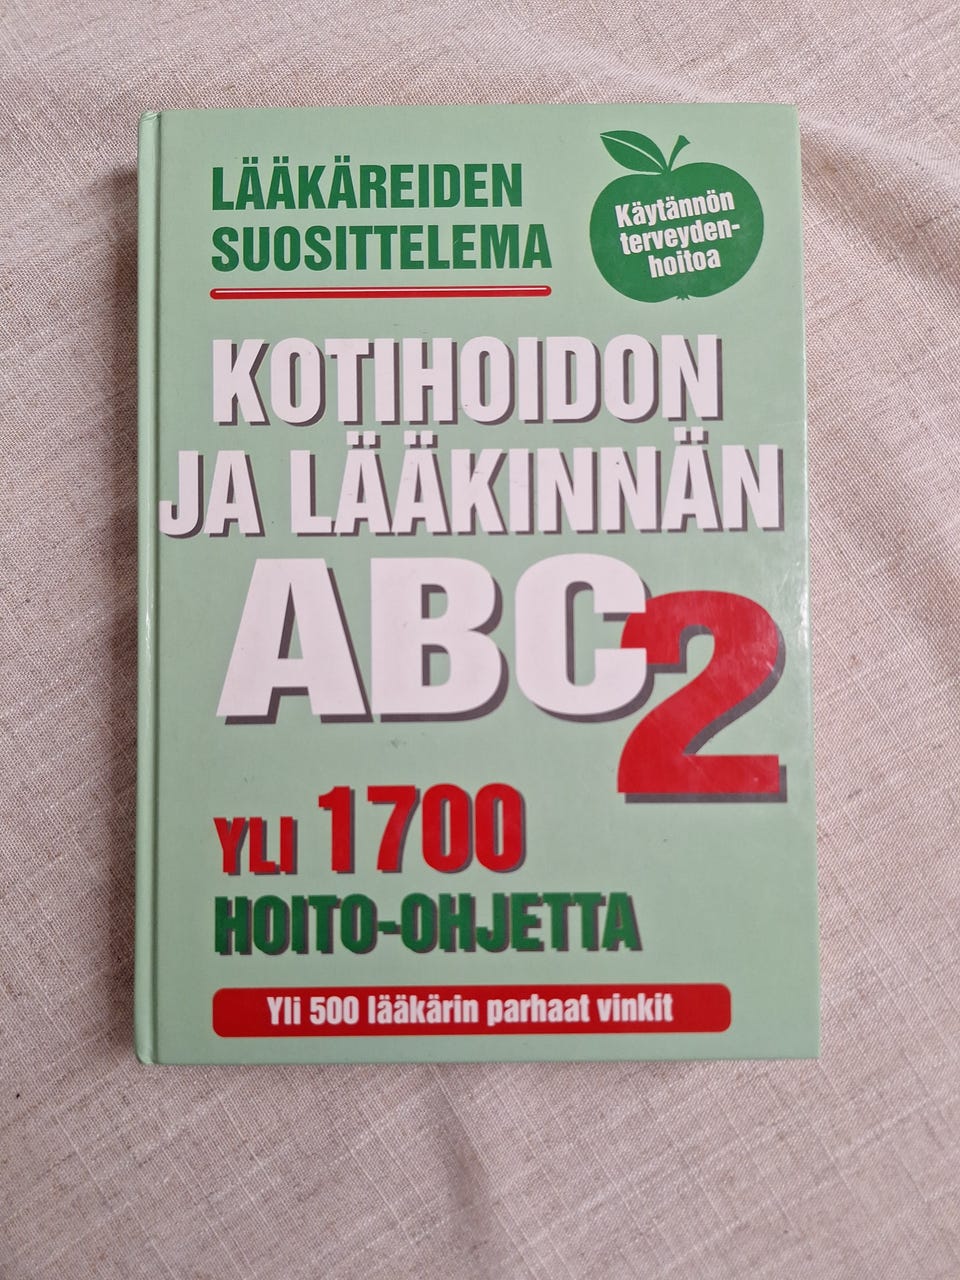 LÄÄKÄREIDEN
SUOSITTELEMA
Käytännön
terveyden-
hoitoa
KOTIHOIDON
JA LÄÄKINNÄN
ABC2
YLI 1700
HOITO-OHJETTA
Yli 500 lääkärin parhaat vinkit